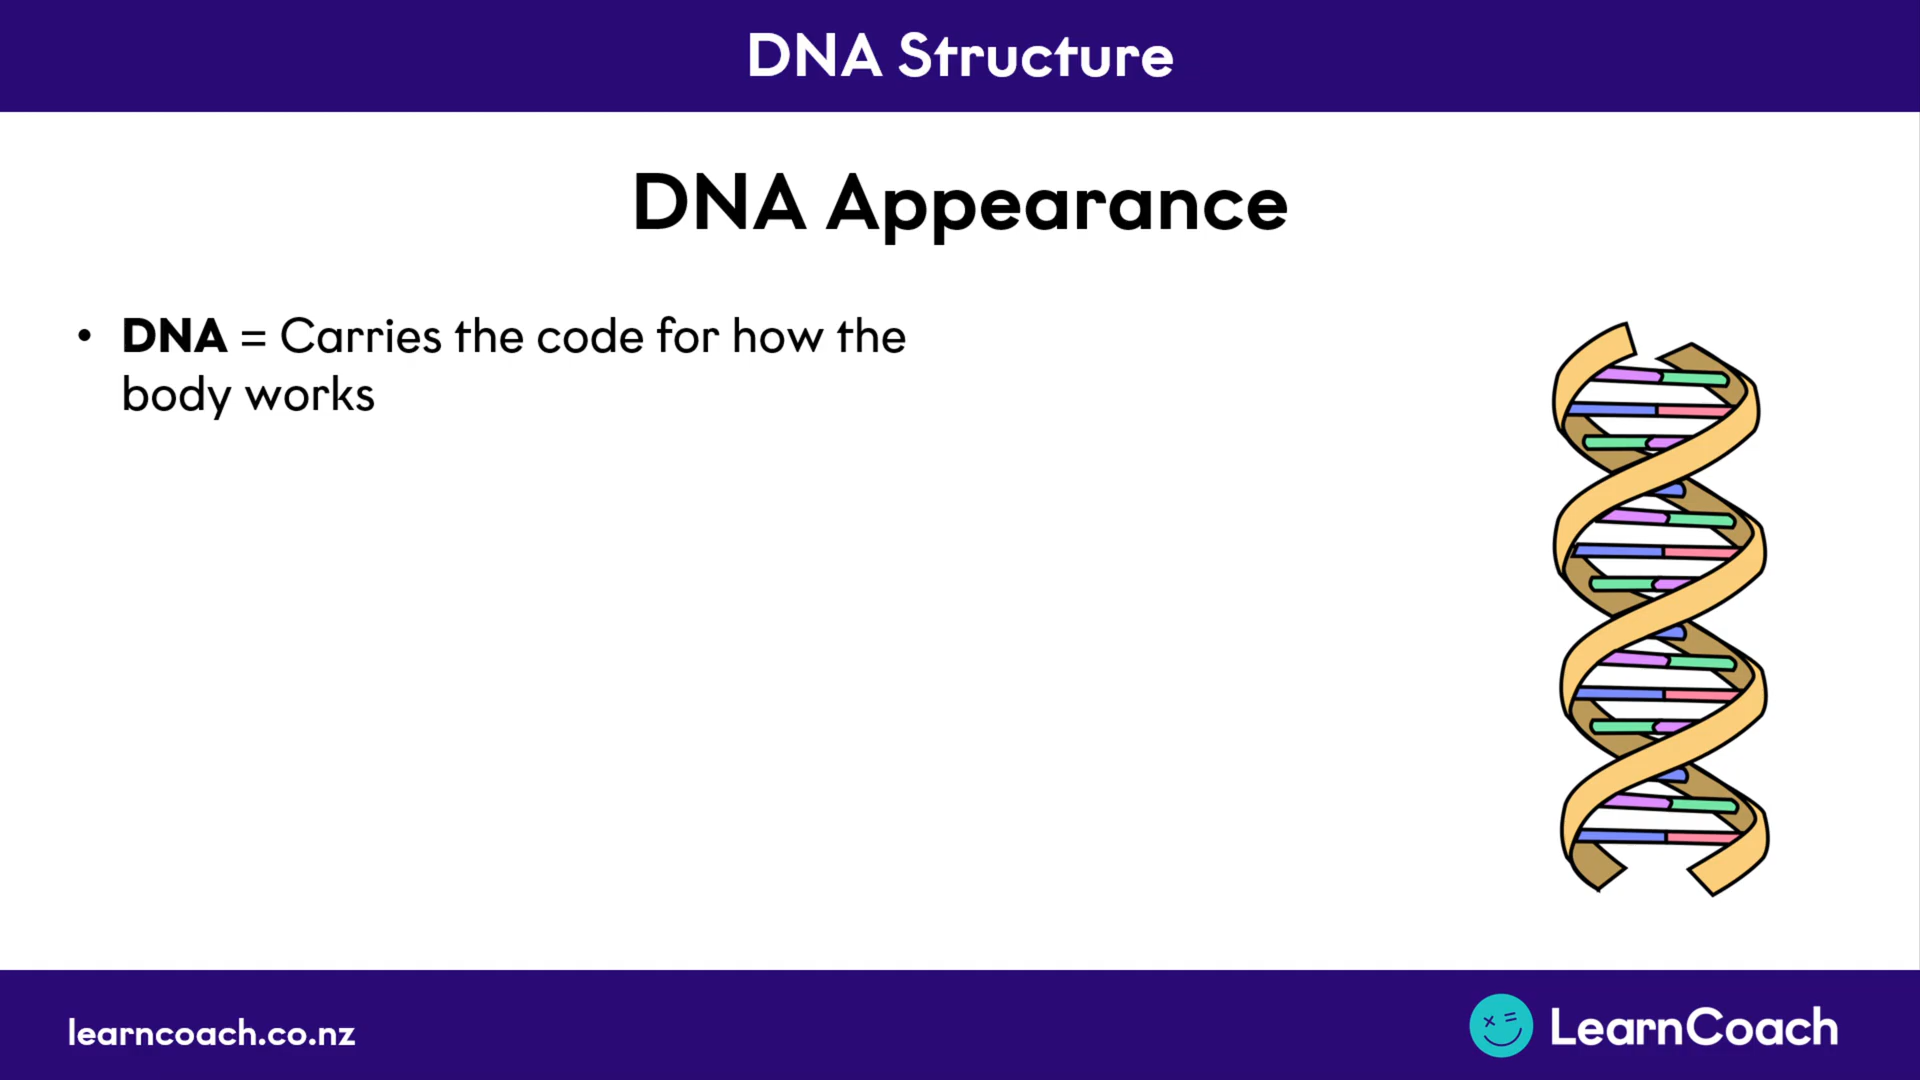 DNA Structure
DNA Appearance
• DNA = Carries the code for how the
body works
learncoach.co.nz
LearnCoach